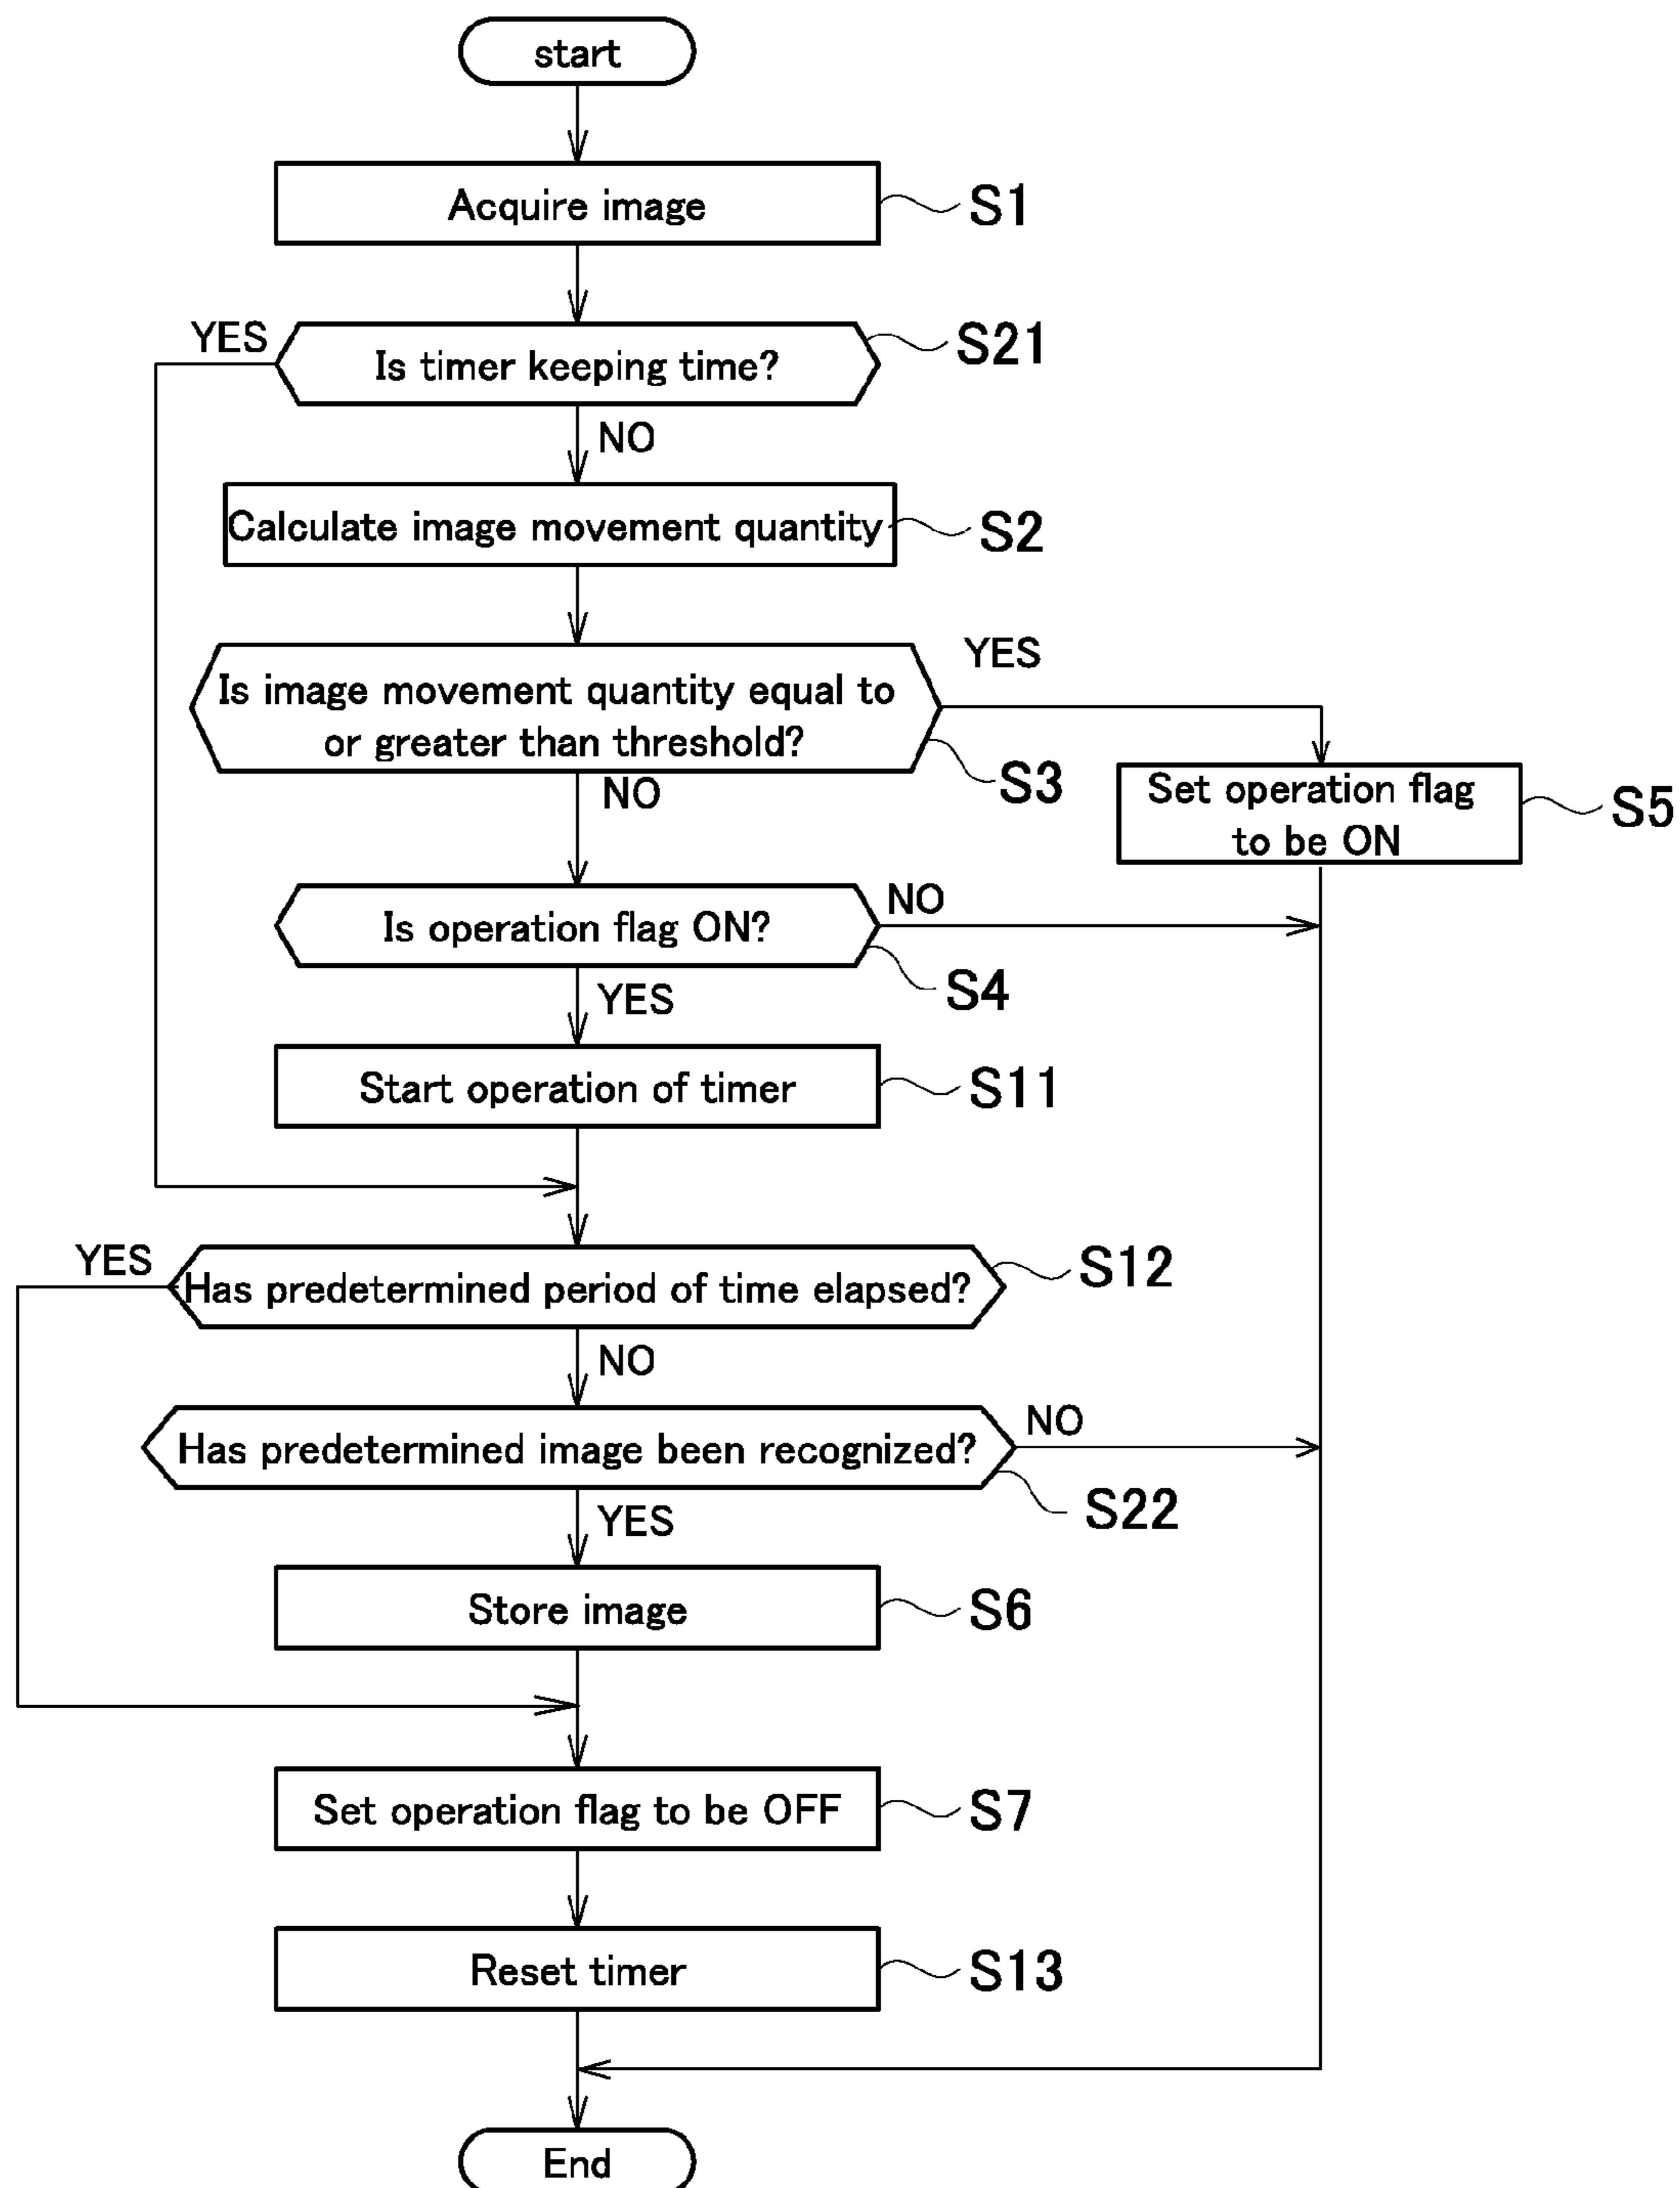 start
Acquire image
S1
YES
Is timer keeping time?
S21
NO
Calculate image movement quantity
S2
YES
Is image movement quantity equal to
or greater than threshold?
S3
NO
Set operation flag
to be ON
S5
Is operation flag ON?
NO
S4
YES
Start operation of timer
S11
YES
Has predetermined period of time elapsed?
S12
NO
Has predetermined image been recognized?
NO
S22
YES
Store image
S6
Set operation flag to be OFF
S7
Reset timer
S13
End